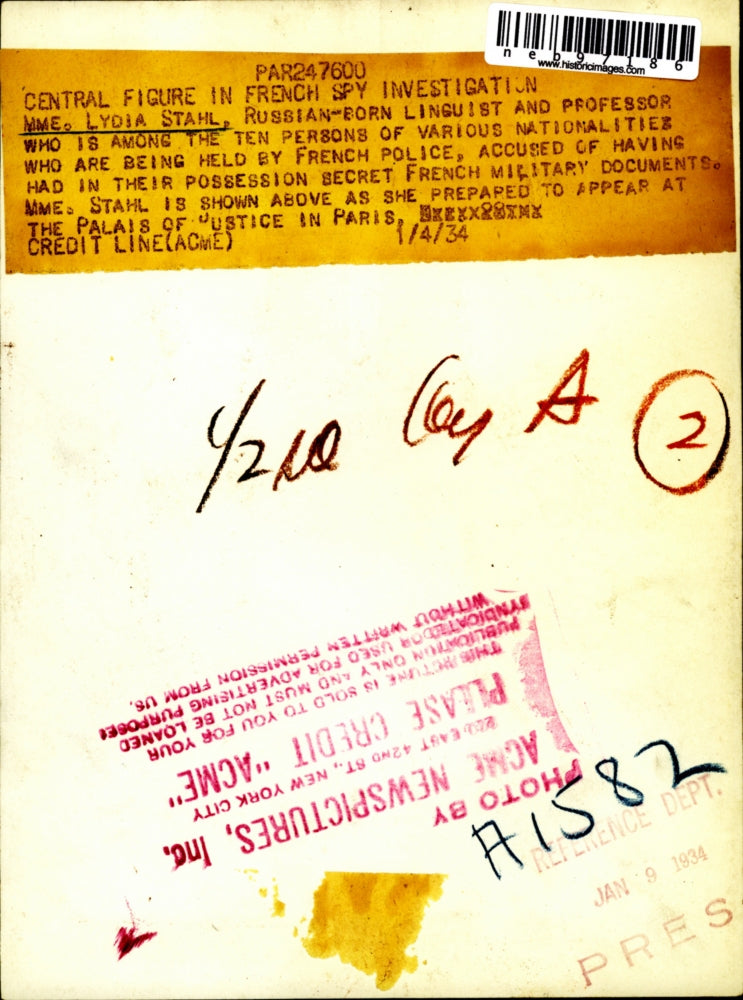 neb97186
www.historicimages.com
PAR247600
CENTRAL FIGURE IN FRENCH SPY INVESTIGATION
MME. LYDIA STAHL, RUSSIAN-BORN LINGUIST AND PROFESSOR
WHO IS AMONG THE TEN PERSONS OF VARIOUS NATIONALITIES
WHO ARE BEING HELD BY FRENCH POLICE, ACCUSED OF HAVING
HAD IN THEIR POSSESSION SECRET FRENCH MILITARY DOCUMENTS.
MME. STAHL IS SHOWN ABOVE AS SHE PREPARED TO APPEAR AT
THE PALAIS OF JUSTICE IN PARIS,
CREDIT LINE(ACME) 1/4/34
A 2
PHOTO BY
ACME NEWSPICTURES, Inc.
220 EAST 42ND ST., NEW YORK CITY
PLEASE CREDIT "ACME"
THIS PICTURE IS SOLD TO YOU FOR YOUR
PUBLICATION ONLY AND MUST NOT BE LOANED
SYNDICATED OR USED FOR ADVERTISING PURPOSES
WITHOUT WRITTEN PERMISSION FROM US.
A1582
REFERENCE DEPT.
JAN 9 1934
PRES